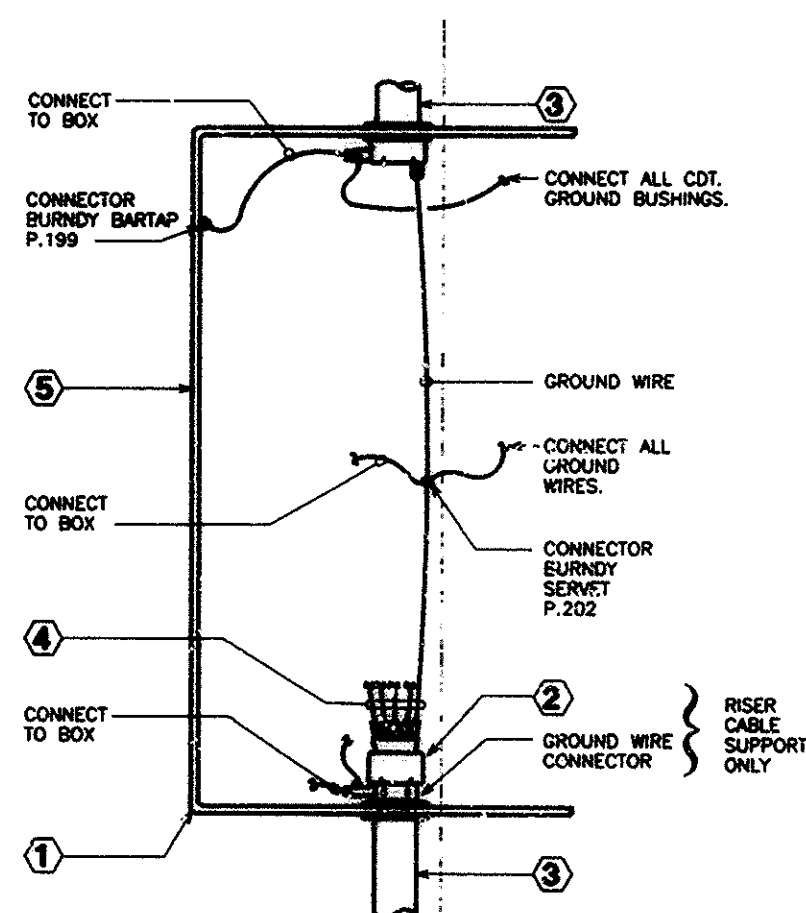 CONNECT
TO BOX
3
CONNECTOR
BURNDY BARTAP
P.199
CONNECT ALL CDT.
GROUND BUSHINGS.
5
GROUND WIRE
CONNECT ALL
GROUND
WIRES.
CONNECT
TO BOX
CONNECTOR
BURNDY
SERVET
P.202
4
CONNECT
TO BOX
2
GROUND WIRE
CONNECTOR
RISER
CABLE
SUPPORT
ONLY
1
3